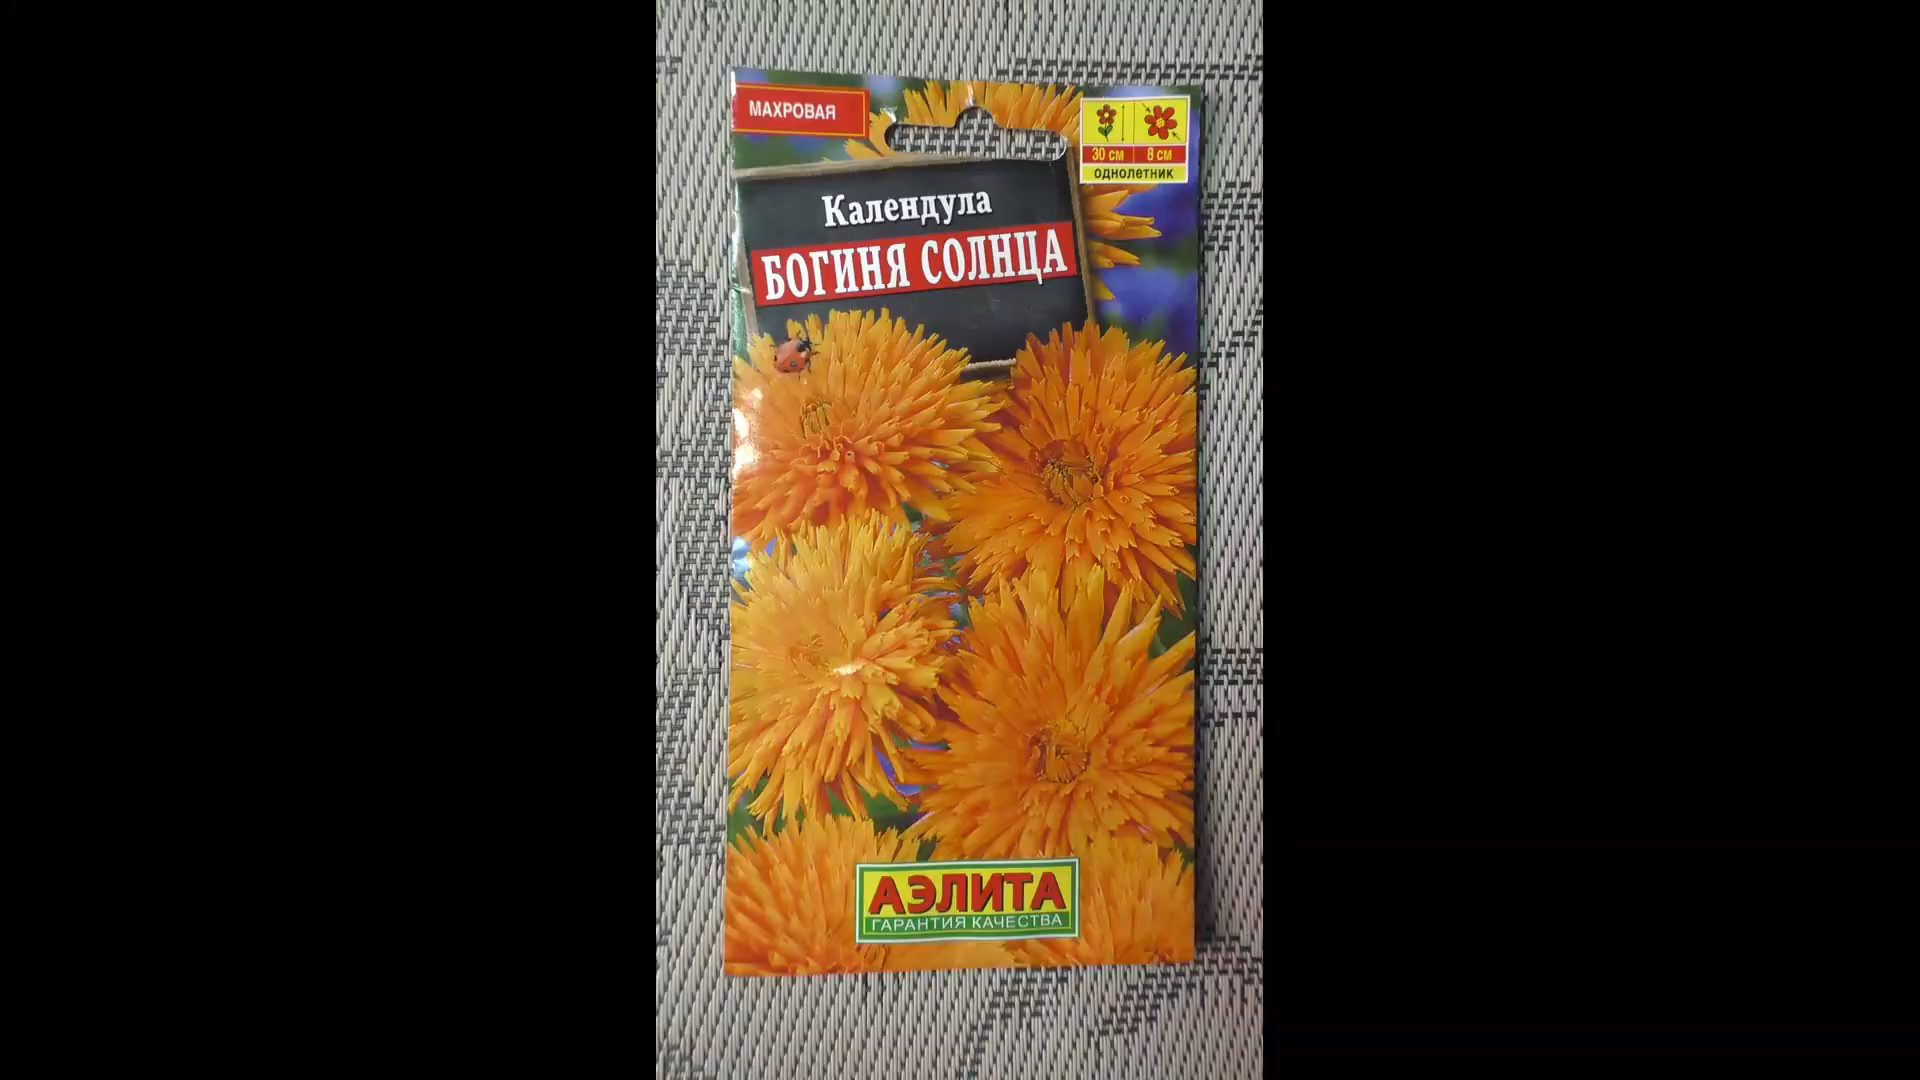 МАХРОВАЯ
30 см 8 см
однолетник
Календула
БОГИНЯ СОЛНЦА
АЭЛИТА
ГАРАНТИЯ КАЧЕСТВА